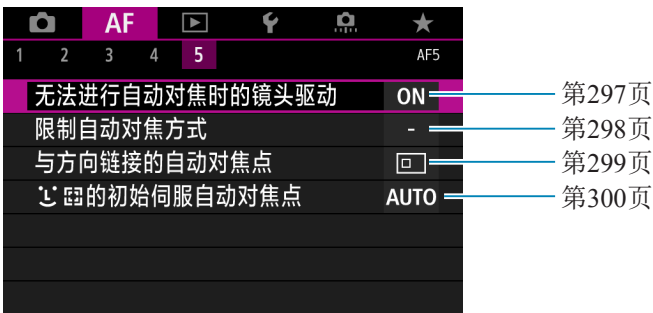 AF
1 2 3 4 5 AF5
无法进行自动对焦时的镜头驱动 ON 第297页
限制自动对焦方式 - 第298页
与方向链接的自动对焦点 第299页
的初始伺服自动对焦点 AUTO 第300页